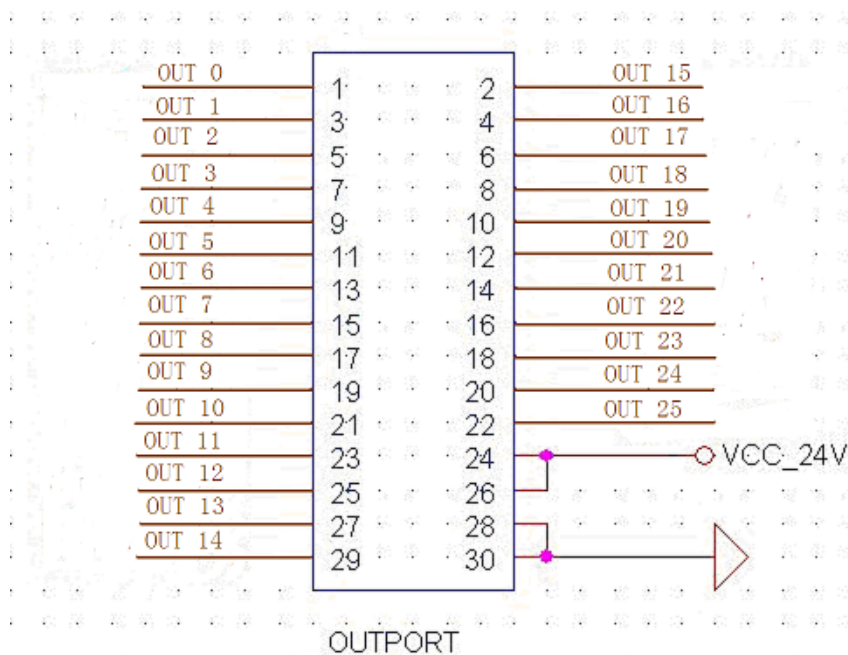 OUT 0 1 2 OUT 15
OUT 1 3 4 OUT 16
OUT 2 5 6 OUT 17
OUT 3 7 8 OUT 18
OUT 4 9 10 OUT 19
OUT 5 11 12 OUT 20
OUT 6 13 14 OUT 21
OUT 7 15 16 OUT 22
OUT 8 17 18 OUT 23
OUT 9 19 20 OUT 24
OUT 10 21 22 OUT 25
OUT 11 23 24 VCC_24V
OUT 12 25 26
OUT 13 27 28
OUT 14 29 30
OUTPORT